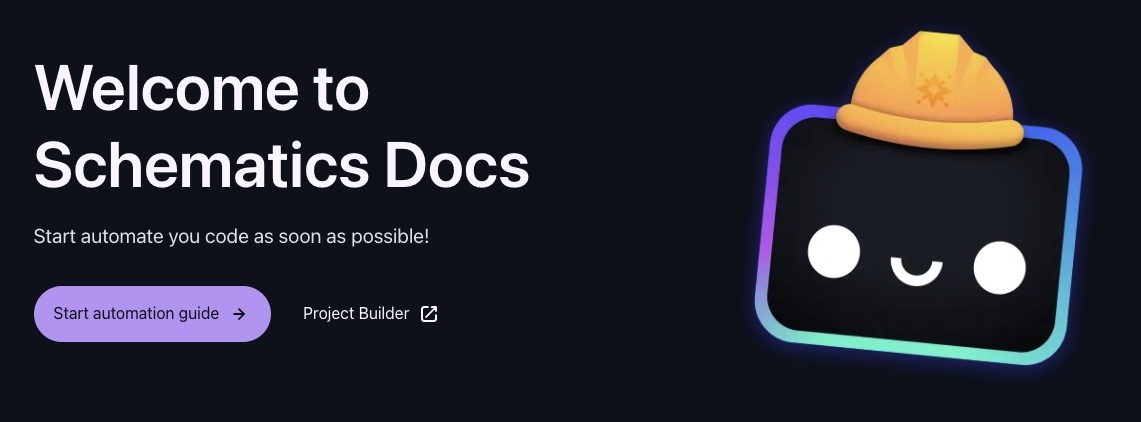 Welcome to
Schematics Docs
Start automate you code as soon as possible!
Start automation guide
Project Builder